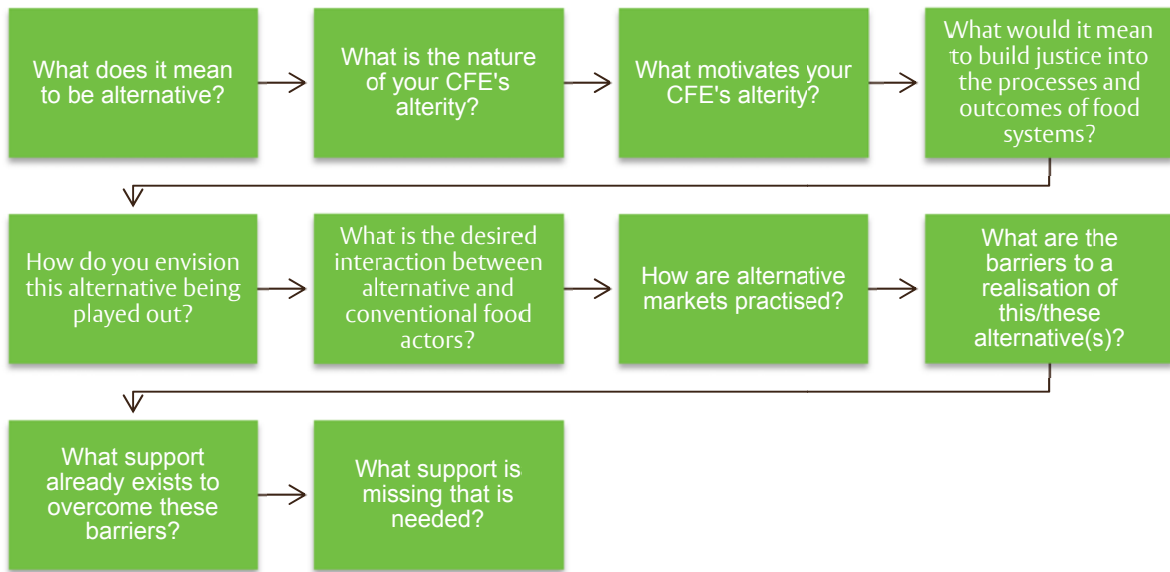 What does it mean
to be alternative?
What is the nature
of your CFE's
alterity?
What motivates your
CFE's alterity?
What would it mean
to build justice into
the processes and
outcomes of food
systems?
How do you envision
this alternative being
played out?
What is the desired
interaction between
alternative and
conventional food
actors?
How are alternative
markets practised?
What are the
barriers to a
realisation of
this/these
alternative(s)?
What support
already exists to
overcome these
barriers?
What support is
missing that is
needed?